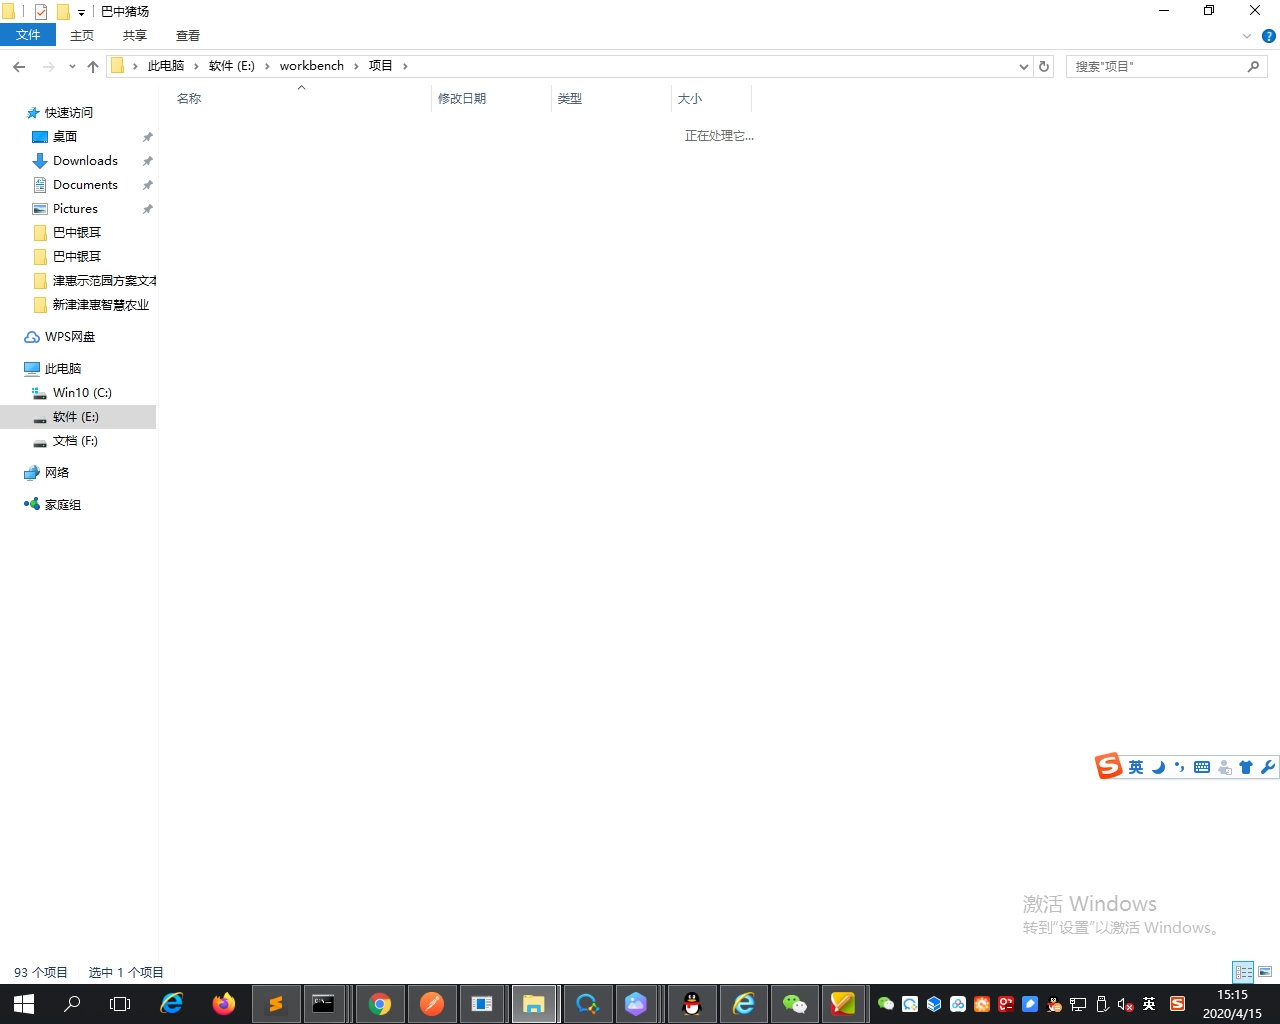 巴中猪场
文件 主页 共享 查看
此电脑 软件 (E:) workbench 项目
搜索"项目"
名称 修改日期 类型 大小
正在处理它...
快速访问
桌面
Downloads
Documents
Pictures
巴中银耳
巴中银耳
津惠示范园方案文本
新津津惠智慧农业
WPS网盘
此电脑
Win10 (C:)
软件 (E:)
文档 (F:)
网络
家庭组
英
激活 Windows
转到"设置"以激活 Windows。
93 个项目 选中 1 个项目
英
15:15
2020/4/15